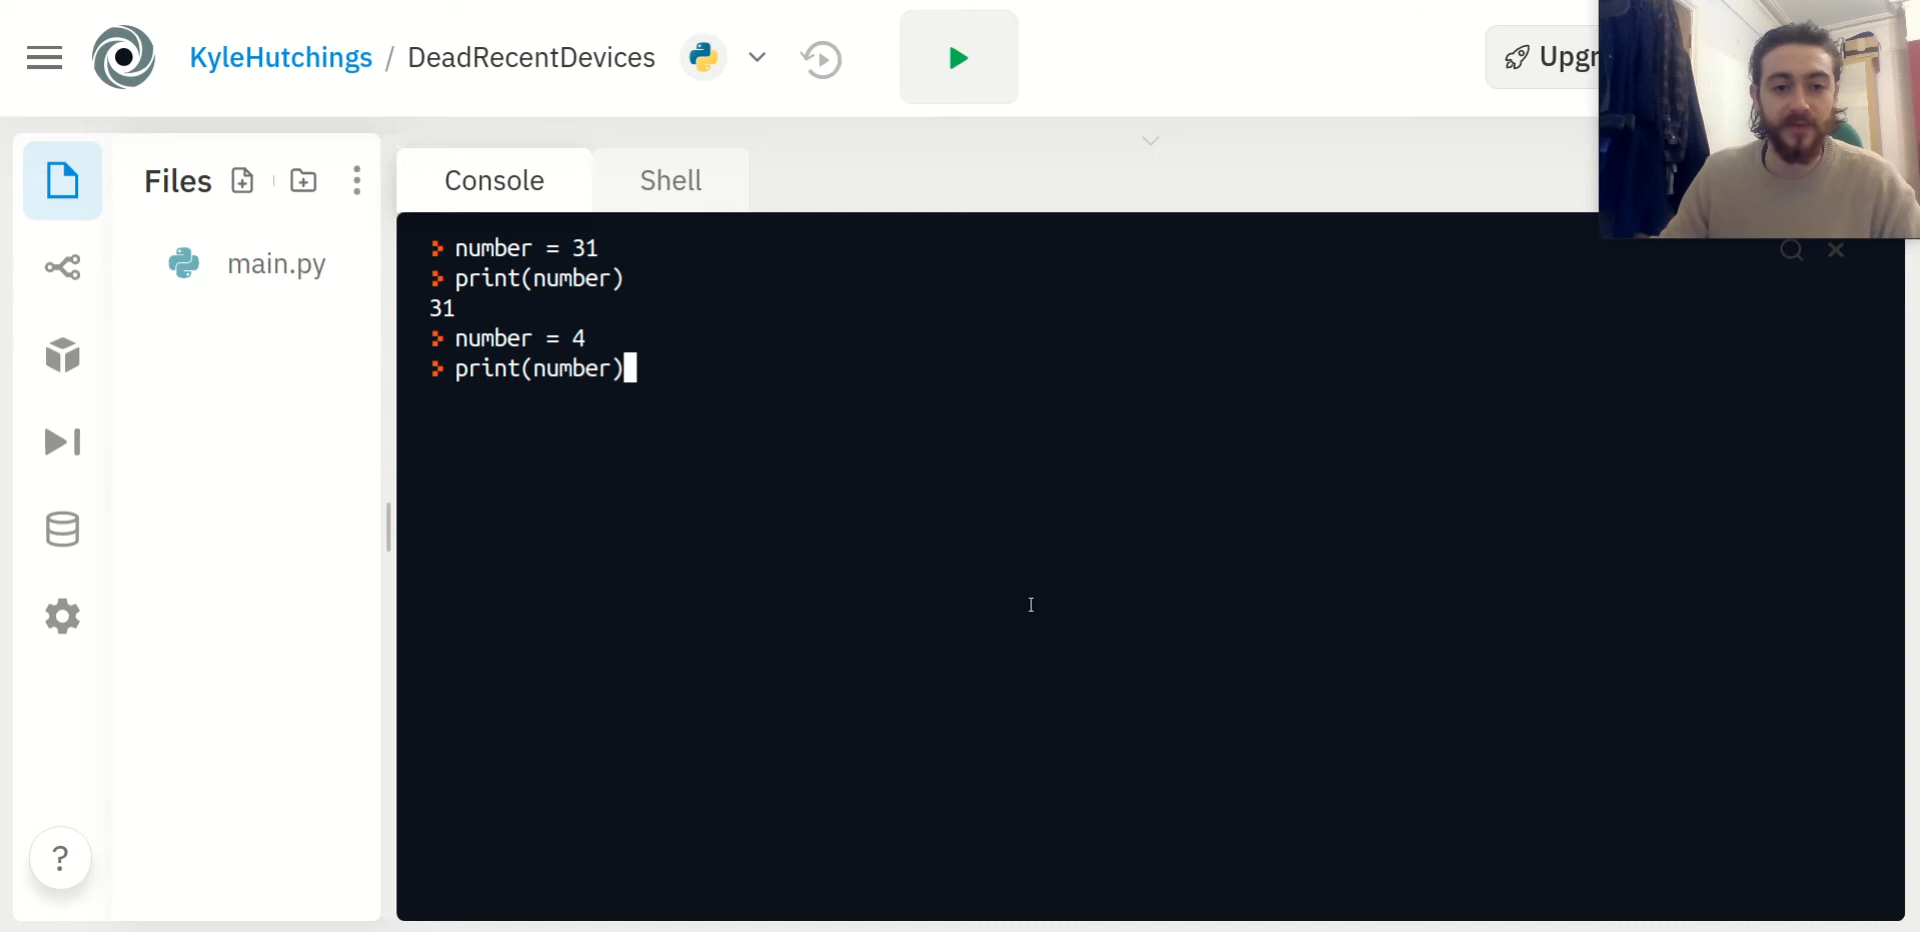 KyleHutchings / DeadRecentDevices
Upgr
Files
Console
Shell
main.py
number = 31
print(number)
31
number = 4
print(number)
?